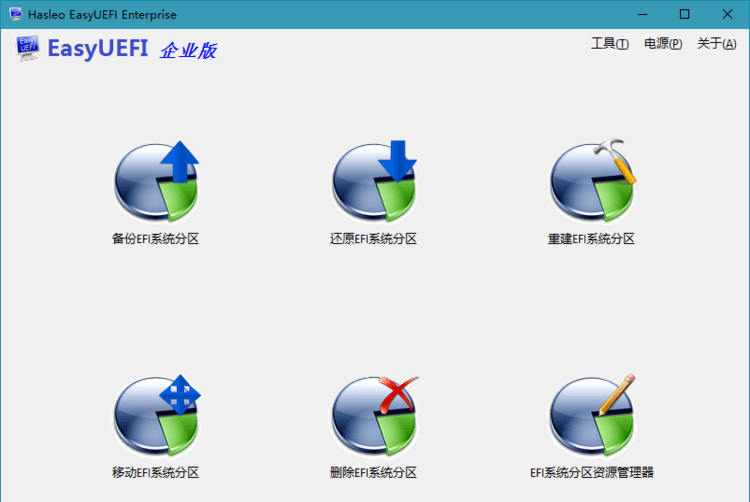 Hasleo EasyUEFI Enterprise
EasyUEFI 企业版
工具(T) 电源(P) 关于(A)
备份EFI系统分区 还原EFI系统分区 重建EFI系统分区
移动EFI系统分区 删除EFI系统分区 EFI系统分区资源管理器